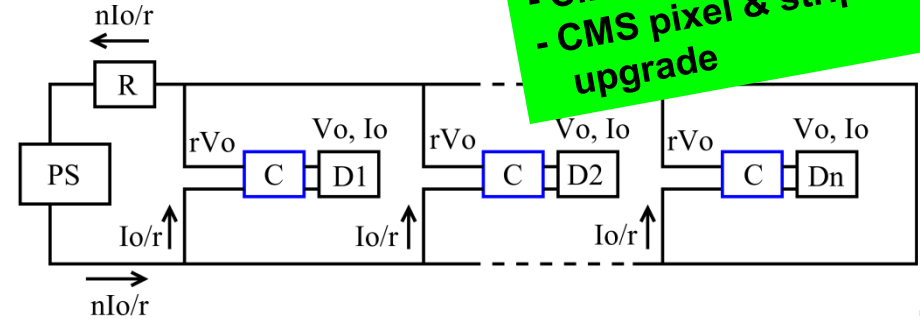 - CMS pixel & strip
upgrade
nIo/r
R
PS
rVo
Vo, Io
C
D1
Io/r
rVo
Vo, Io
C
D2
Io/r
rVo
Vo, Io
C
Dn
Io/r
nIo/r